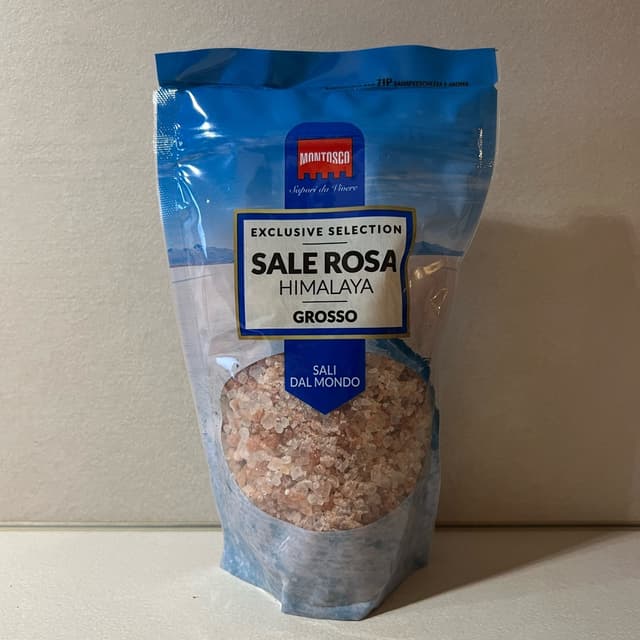 ZIP
MONTOSCO
Sapori da Vivere
EXCLUSIVE SELECTION
SALE ROSA
HIMALAYA
GROSSO
SALI
DAL MONDO